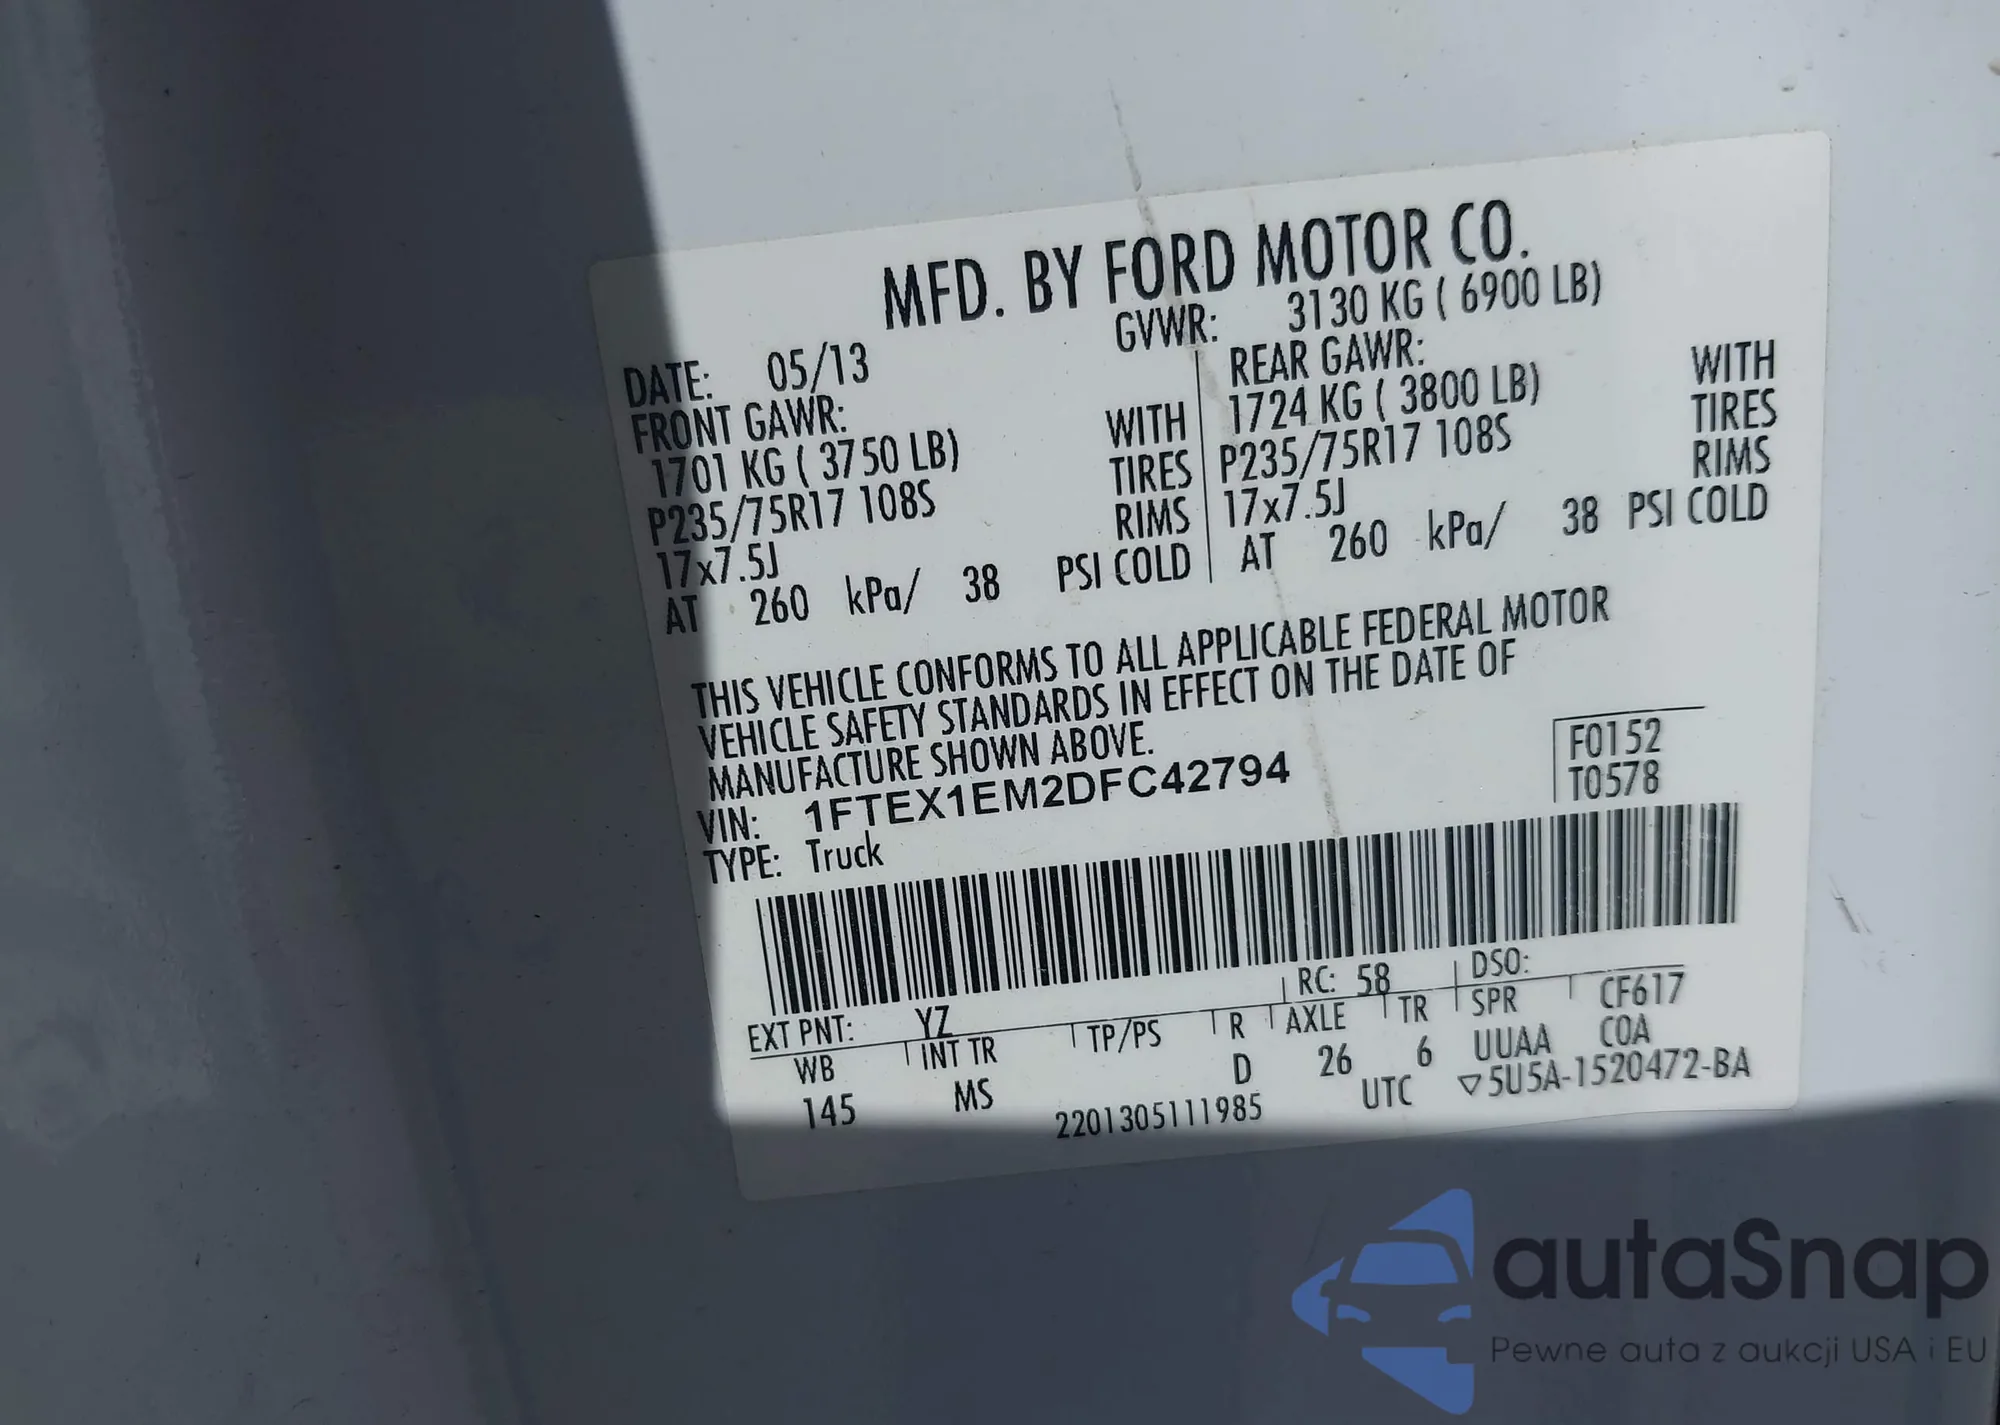 MFD. BY FORD MOTOR CO.
DATE: 05/13 GVWR: 3130 KG ( 6900 LB)
FRONT GAWR: REAR GAWR:
1701 KG ( 3750 LB) WITH 1724 KG ( 3800 LB) WITH
P235/75R17 108S TIRES P235/75R17 108S TIRES
17x7.5J RIMS 17x7.5J RIMS
AT 260 kPa/ 38 PSI COLD AT 260 kPa/ 38 PSI COLD
THIS VEHICLE CONFORMS TO ALL APPLICABLE FEDERAL MOTOR
VEHICLE SAFETY STANDARDS IN EFFECT ON THE DATE OF
MANUFACTURE SHOWN ABOVE.
VIN: 1FTEX1EM2DFC42794
TYPE: Truck
F0152
T0578
EXT PNT: YZ RC: 58 DSO:
WB INT TR TP/PS R AXLE TR SPR CF617
145 MS D 26 6 UUAA COA
2201305111985 UTC ▽5U5A-1520472-BA
autaSnap
Pewne auta z aukcji USA i EU